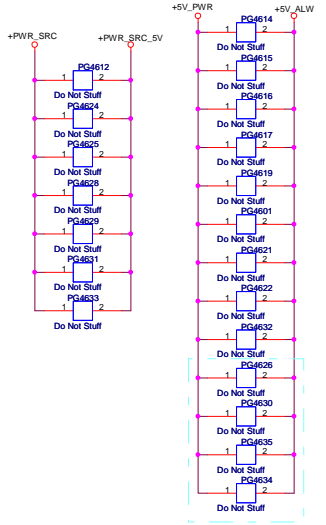 +PWR_SRC
+PWR_SRC_5V
PG4612
1 2
Do Not Stuff
PG4624
1 2
Do Not Stuff
PG4625
1 2
Do Not Stuff
PG4628
1 2
Do Not Stuff
PG4629
1 2
Do Not Stuff
PG4631
1 2
Do Not Stuff
PG4633
1 2
Do Not Stuff
+5V_PWR
+5V_ALW
PG4614
1 2
Do Not Stuff
PG4615
1 2
Do Not Stuff
PG4616
1 2
Do Not Stuff
PG4617
1 2
Do Not Stuff
PG4619
1 2
Do Not Stuff
PG4601
1 2
Do Not Stuff
PG4621
1 2
Do Not Stuff
PG4622
1 2
Do Not Stuff
PG4632
1 2
Do Not Stuff
PG4626
1 2
Do Not Stuff
PG4630
1 2
Do Not Stuff
PG4635
1 2
Do Not Stuff
PG4634
1 2
Do Not Stuff